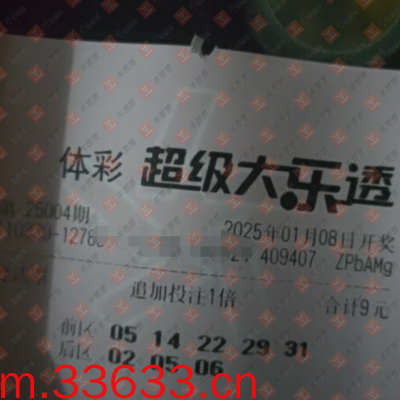 体彩 超级大乐透
25004期 2025年01月08日开奖
409407 ZPbAMg
追加投注1倍 合计9元
前区 05 14 22 29 31
后区 02 05 06
m.33633.cn